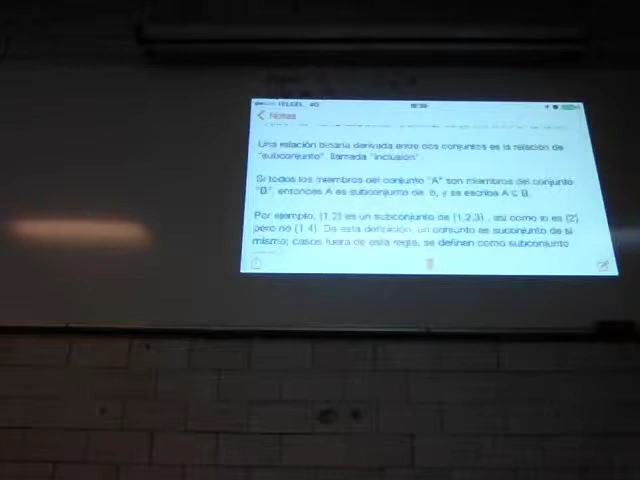 TELCEL 4G
Notas
Una relación binaria derivada entre dos conjuntos es la relación de
"subconjunto", llamada "inclusión"
Si todos los miembros del conjunto "A" son miembros del conjunto
"B", entonces A es subconjunto de b, y se escribe A ⊆ B.
Por ejemplo, {1,2} es un subconjunto de {1,2,3} , así como lo es {2}
pero no {1,4}. De esta definición, un conjunto es subconjunto de si
mismo; casos fuera de esta regla, se definen como subconjunto